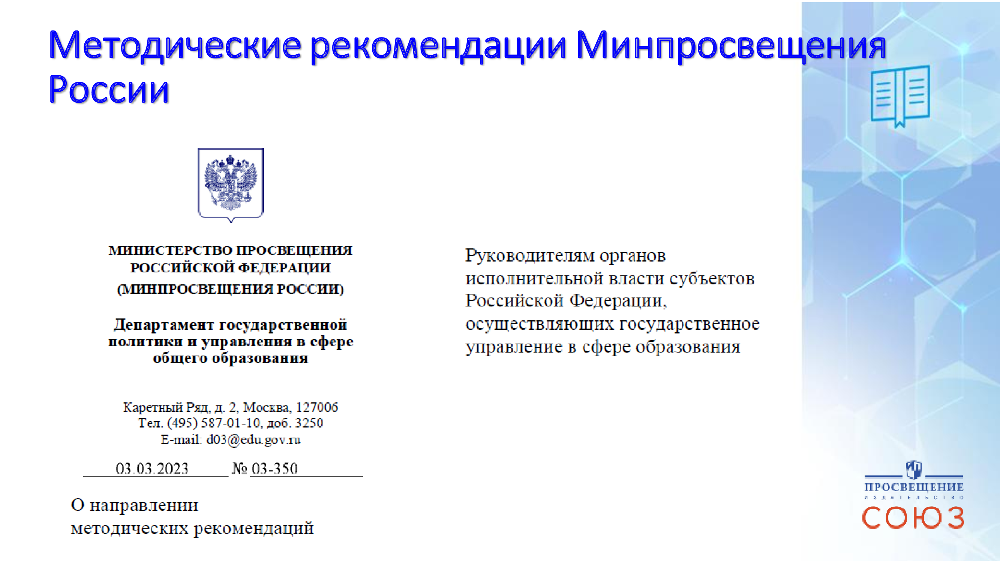 Методические рекомендации Минпросвещения
России
МИНИСТЕРСТВО ПРОСВЕЩЕНИЯ
РОССИЙСКОЙ ФЕДЕРАЦИИ
(МИНПРОСВЕЩЕНИЯ РОССИИ)
Департамент государственной
политики и управления в сфере
общего образования
Каретный Ряд, д. 2, Москва, 127006
Тел. (495) 587-01-10, доб. 3250
E-mail: d03@edu.gov.ru
03.03.2023 № 03-350
О направлении
методических рекомендаций
Руководителям органов
исполнительной власти субъектов
Российской Федерации,
осуществляющих государственное
управление в сфере образования
ИП
ПРОСВЕЩЕНИЕ
ИЗДАТЕЛЬСТВО
СОЮЗ